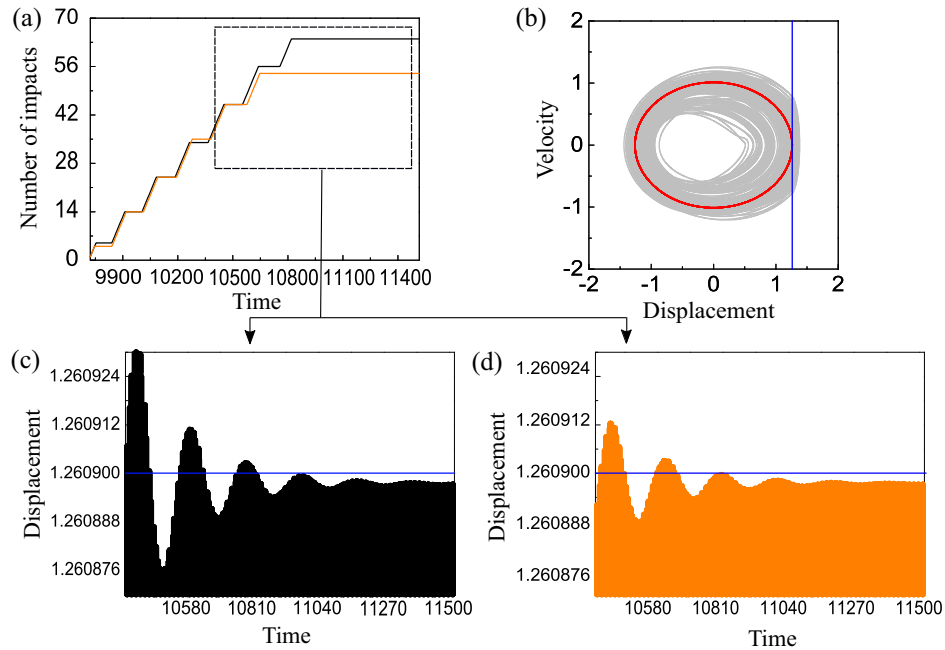 (a)
Number of impacts
70
56
42
28
14
0
9900 10200 10500 10800 11100 11400
Time
(b)
Velocity
2
1
0
-1
-2
-2 -1 0 1 2
Displacement
(c)
Displacement
1.260924
1.260912
1.260900
1.260888
1.260876
10580 10810 11040 11270 11500
Time
(d)
Displacement
1.260924
1.260912
1.260900
1.260888
1.260876
10580 10810 11040 11270 11500
Time